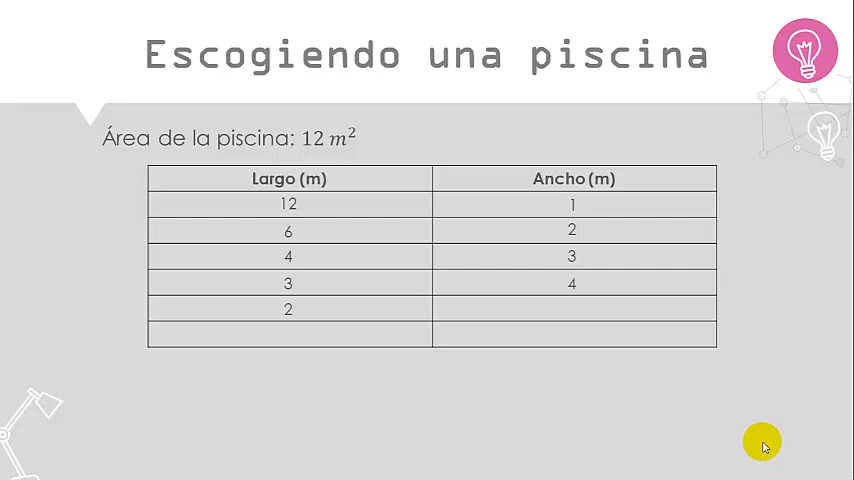 Escogiendo una piscina
Área de la piscina: 12 m²
Largo (m) Ancho (m)
12 1
6 2
4 3
3 4
2